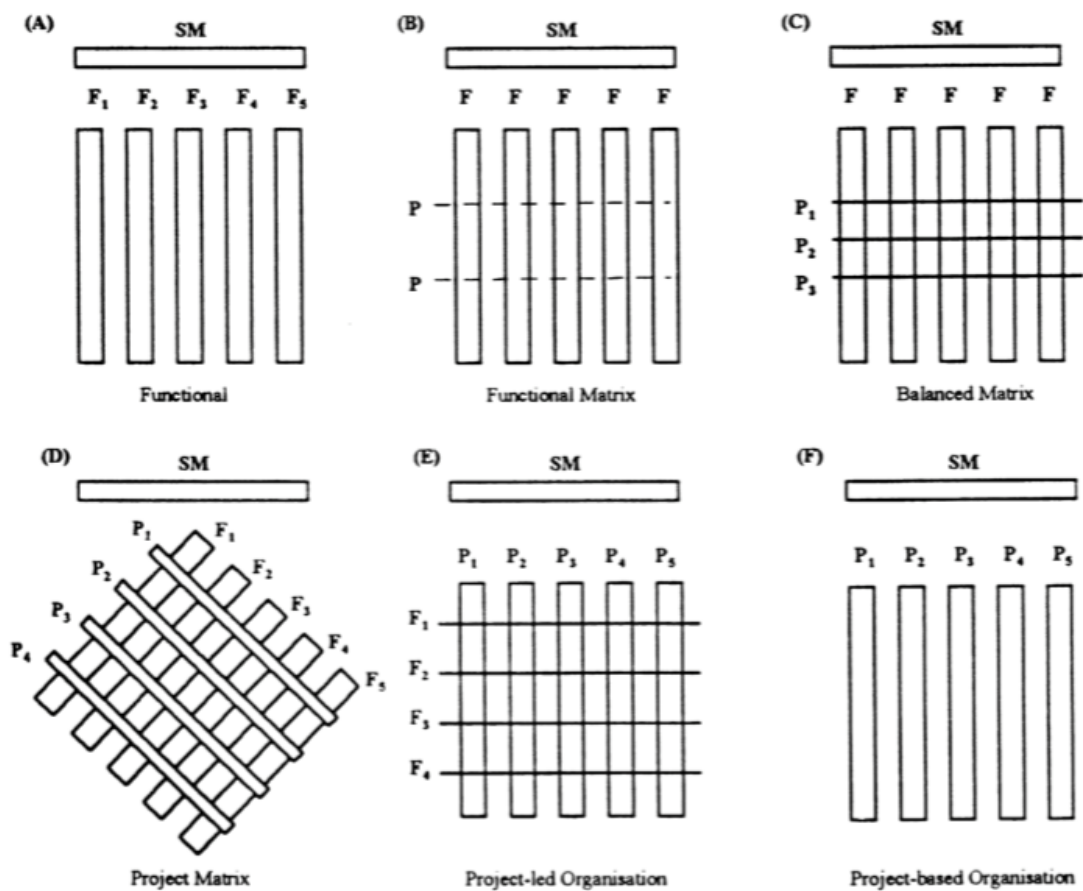 (A)
SM
F₁ F₂ F₃ F₄ F₅
Functional
(B)
SM
F F F F F
P
P
Functional Matrix
(C)
SM
F F F F F
P₁
P₂
P₃
Balanced Matrix
(D)
SM
P₁ F₁
P₂ F₂
P₃ F₃
P₄ F₄
F₅
Project Matrix
(E)
SM
P₁ P₂ P₃ P₄ P₅
F₁
F₂
F₃
F₄
Project-led Organisation
(F)
SM
P₁ P₂ P₃ P₄ P₅
Project-based Organisation